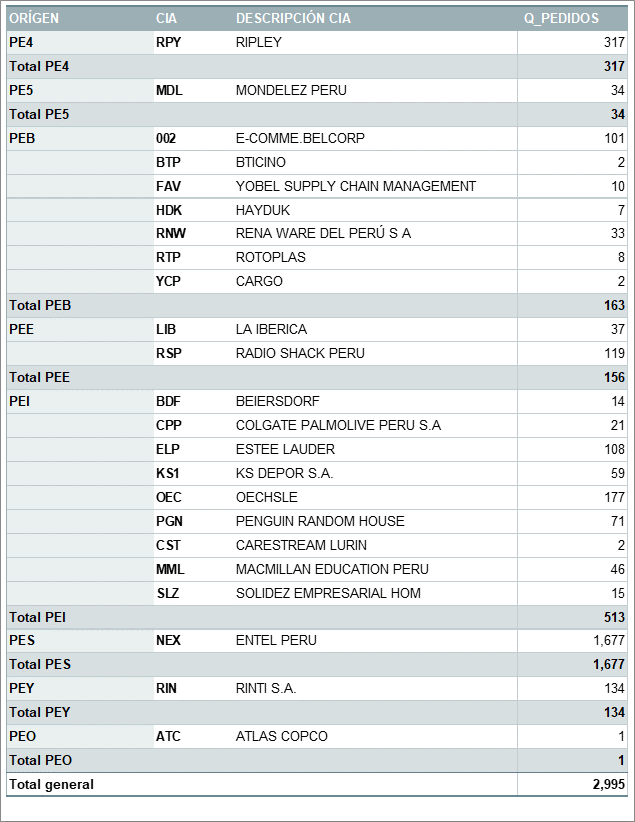 ORÍGEN CIA DESCRIPCIÓN CIA Q_PEDIDOS
PE4 RPY RIPLEY 317
Total PE4 317
PE5 MDL MONDELEZ PERU 34
Total PE5 34
PEB 002 E-COMME.BELCORP 101
BTP BTICINO 2
FAV YOBEL SUPPLY CHAIN MANAGEMENT 10
HDK HAYDUK 7
RNW RENA WARE DEL PERÚ S A 33
RTP ROTOPLAS 8
YCP CARGO 2
Total PEB 163
PEE LIB LA IBERICA 37
RSP RADIO SHACK PERU 119
Total PEE 156
PEI BDF BEIERSDORF 14
CPP COLGATE PALMOLIVE PERU S.A 21
ELP ESTEE LAUDER 108
KS1 KS DEPOR S.A. 59
OEC OECHSLE 177
PGN PENGUIN RANDOM HOUSE 71
CST CARESTREAM LURIN 2
MML MACMILLAN EDUCATION PERU 46
SLZ SOLIDEZ EMPRESARIAL HOM 15
Total PEI 513
PES NEX ENTEL PERU 1,677
Total PES 1,677
PEY RIN RINTI S.A. 134
Total PEY 134
PEO ATC ATLAS COPCO 1
Total PEO 1
Total general 2,995